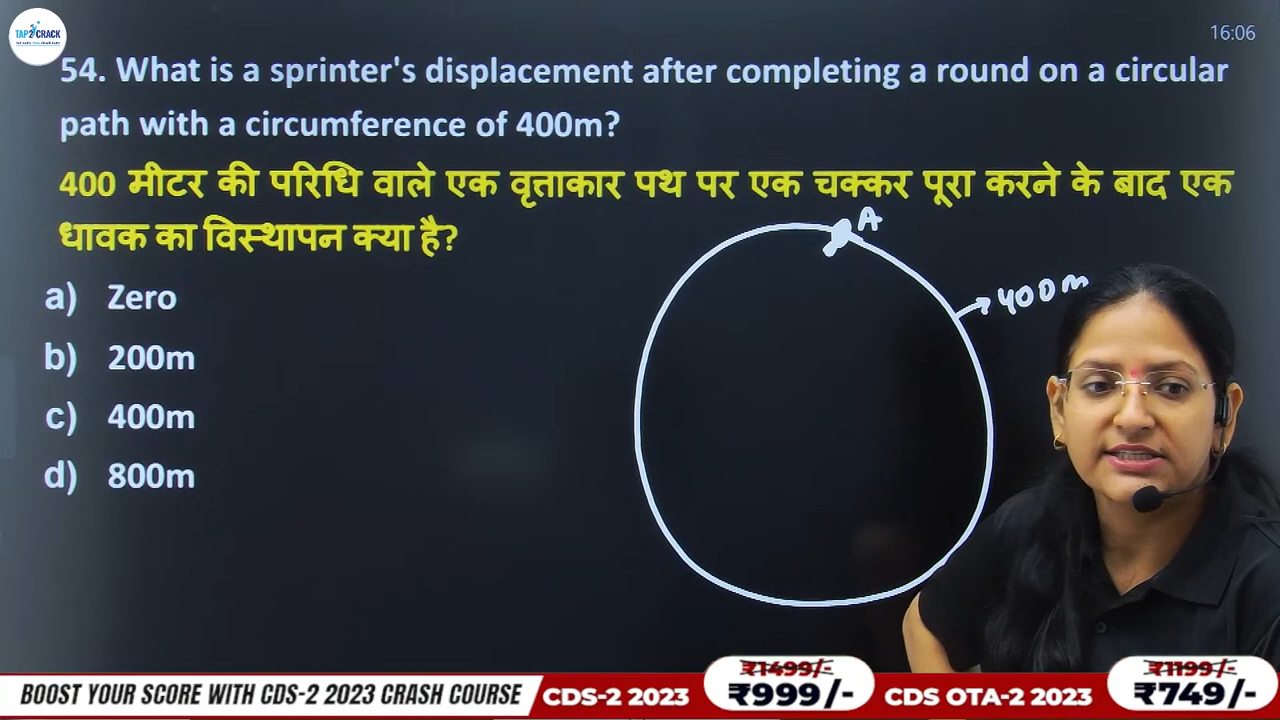 TAP2CRACK
16:06
54. What is a sprinter's displacement after completing a round on a circular
path with a circumference of 400m?
400 मीटर की परिधि वाले एक वृत्ताकार पथ पर एक चक्कर पूरा करने के बाद एक
धावक का विस्थापन क्या है?
A
400m
a) Zero
b) 200m
c) 400m
d) 800m
BOOST YOUR SCORE WITH CDS-2 2023 CRASH COURSE
CDS-2 2023
₹1499/-
₹999/-
CDS OTA-2 2023
₹1199/-
₹749/-